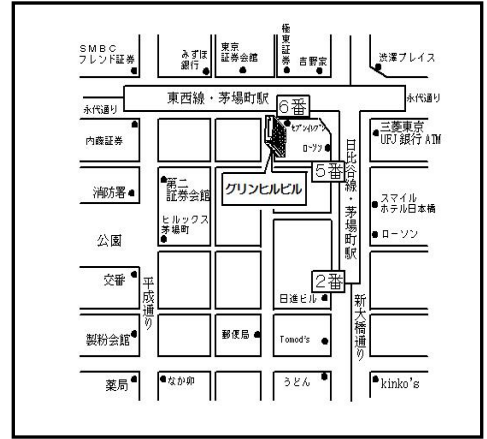 SMBC
フレンド証券
みずほ
銀行
東京
証券会館
極東証券
吉野家
渋澤プレイス
永代通り
東西線・茅場町駅
6番
永代通り
内藤証券
セブンイレブン
ローソン
日比谷線・茅場町駅
三菱東京
UFJ銀行ATM
5番
消防署
第二
証券会館
グリンヒルビル
スマイル
ホテル日本橋
ヒルックス
茅場町
ローソン
公園
交番
平成通り
2番
日進ビル
新大橋通り
製粉会館
郵便局
Tomod's
薬局
なか卯
うどん
kinko's